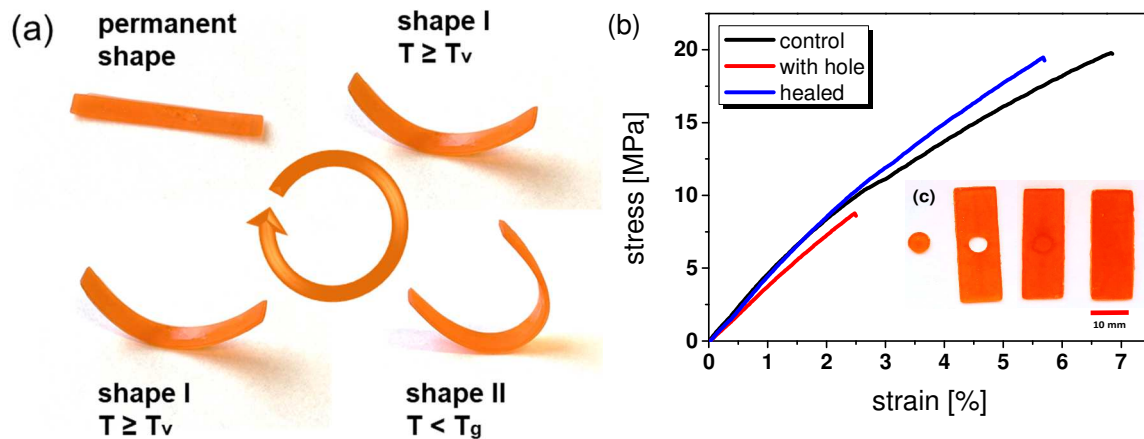 (a)
permanent
shape
shape I
T ≥ Tᵥ
shape I
T ≥ Tᵥ
shape II
T < T_g
(b)
control
with hole
healed
stress [MPa]
20
15
10
5
0
0 1 2 3 4 5 6 7
strain [%]
(c)
10 mm